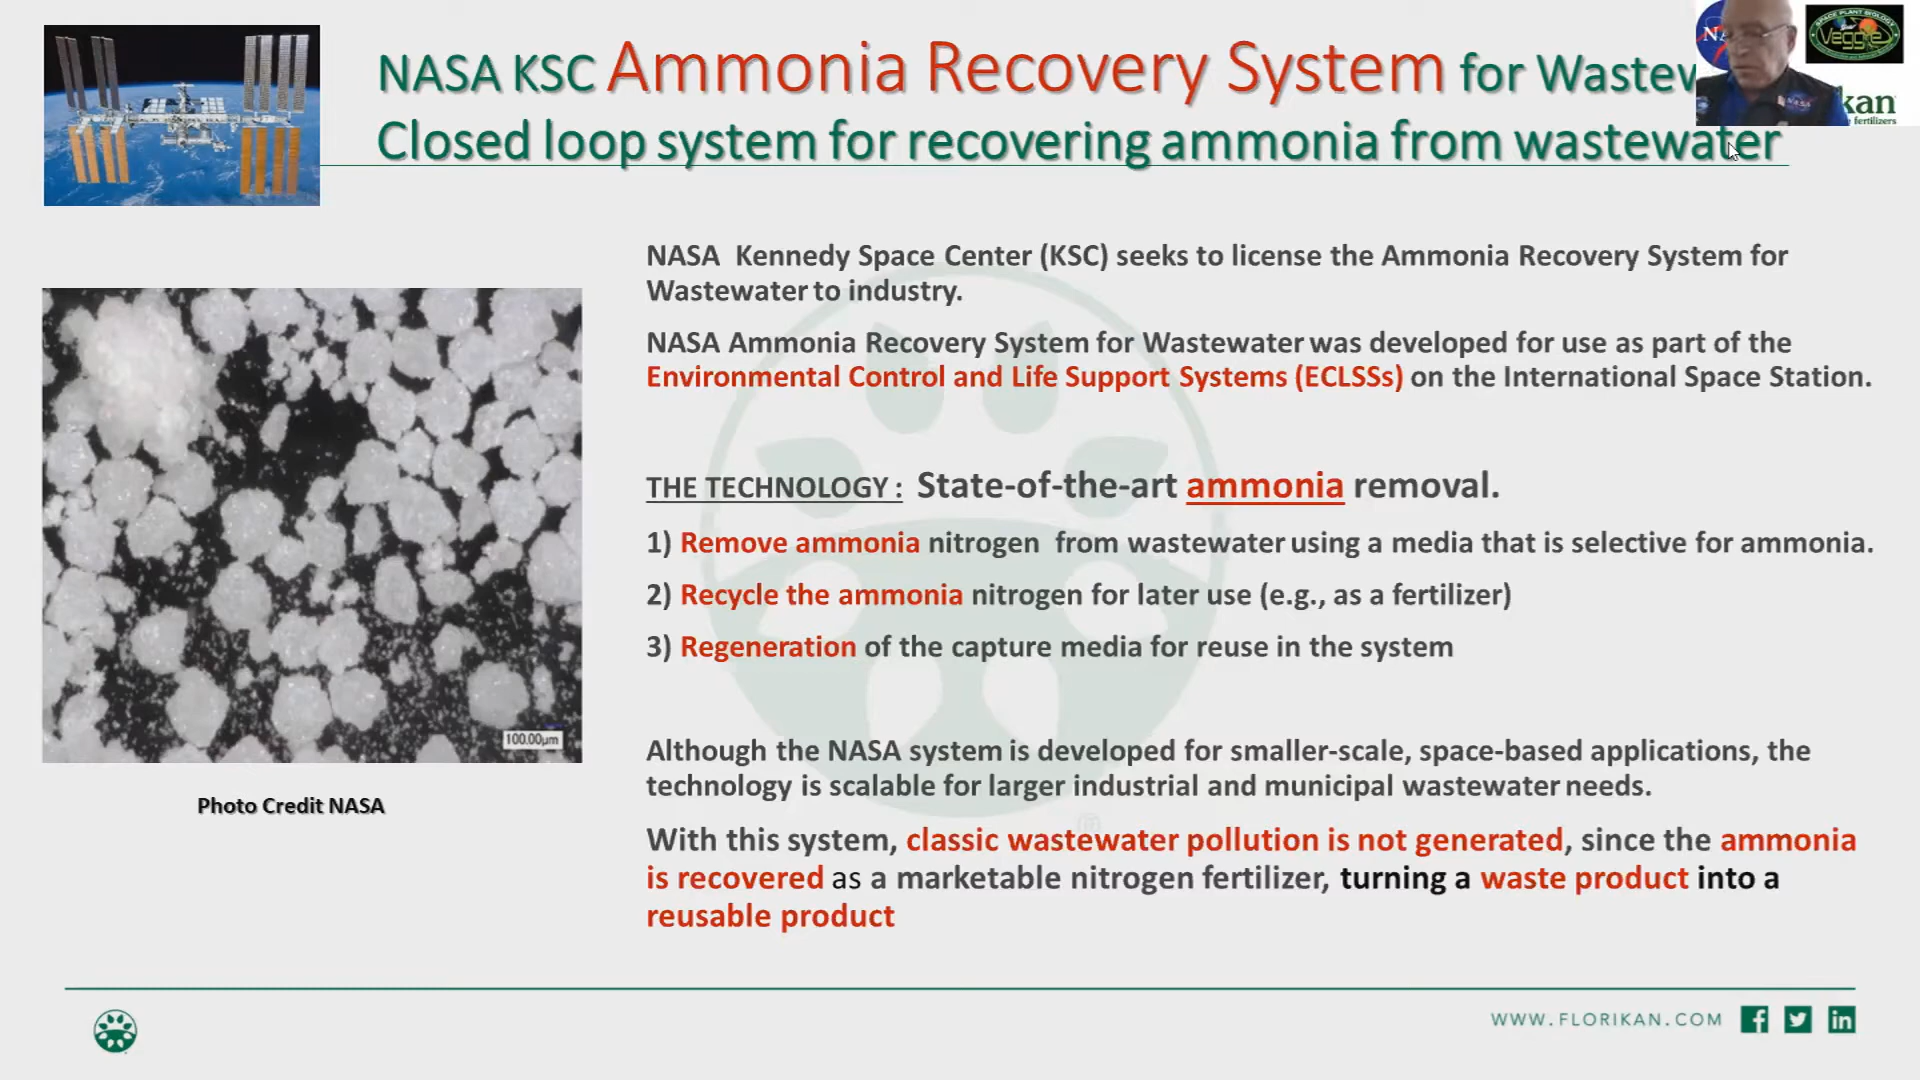 NASA KSC Ammonia Recovery System for Wastew
Closed loop system for recovering ammonia from wastewater
SPACE PLANT BIOLOGY
Veggie
NASA
kan
fertilizers
NASA Kennedy Space Center (KSC) seeks to license the Ammonia Recovery System for
Wastewater to industry.
NASA Ammonia Recovery System for Wastewater was developed for use as part of the
Environmental Control and Life Support Systems (ECLSSs) on the International Space Station.
THE TECHNOLOGY : State-of-the-art ammonia removal.
1) Remove ammonia nitrogen from wastewater using a media that is selective for ammonia.
2) Recycle the ammonia nitrogen for later use (e.g., as a fertilizer)
3) Regeneration of the capture media for reuse in the system
100.00µm
Photo Credit NASA
Although the NASA system is developed for smaller-scale, space-based applications, the
technology is scalable for larger industrial and municipal wastewater needs.
With this system, classic wastewater pollution is not generated, since the ammonia
is recovered as a marketable nitrogen fertilizer, turning a waste product into a
reusable product
WWW.FLORIKAN.COM